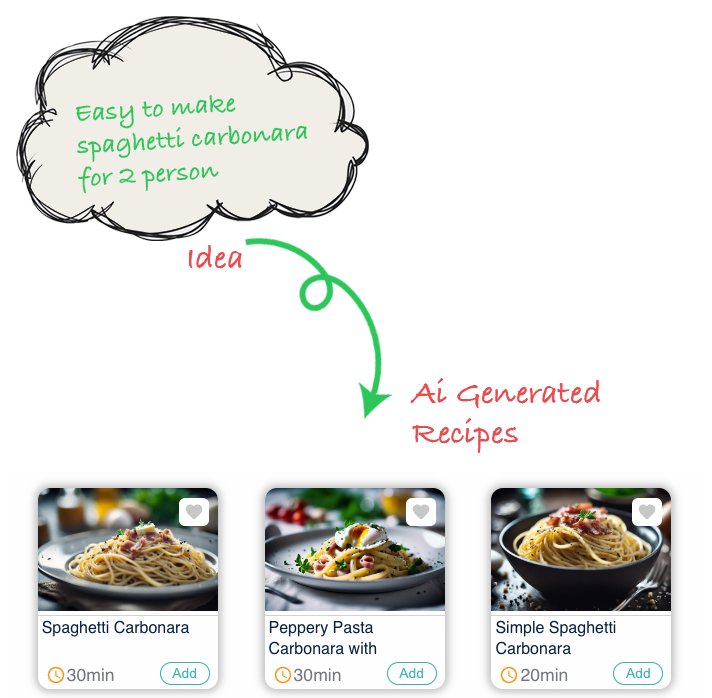 Easy to make
spaghetti carbonara
for 2 person
Idea
Ai Generated
Recipes
Spaghetti Carbonara
30min
Add
Peppery Pasta
Carbonara with
30min
Add
Simple Spaghetti
Carbonara
20min
Add